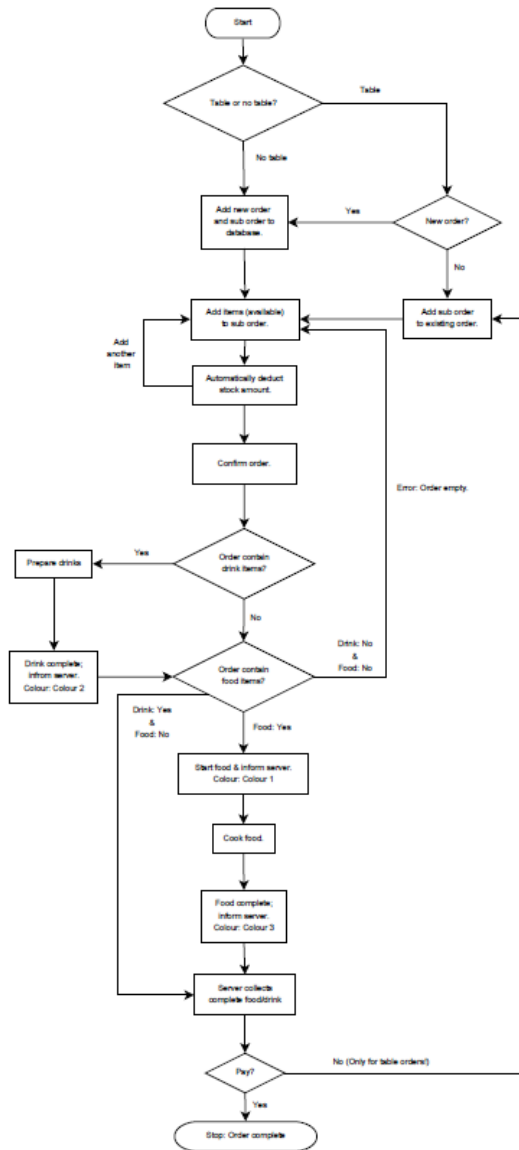 Start
Table or no table?
Table
No table
Add new order
and sub order to
database.
Yes
New order?
No
Add items (available)
to sub order.
Add sub order
to existing order.
Add
another
item
Automatically deduct
stock amount.
Confirm order.
Error: Order empty.
Order contain
drink items?
Yes
Prepare drinks
No
Drink complete;
infrom server.
Colour: Colour 2
Order contain
food items?
Drink: No
&
Food: No
Drink: Yes
&
Food: No
Food: Yes
Start food & inform server.
Colour: Colour 1
Cook food.
Food complete;
inform server.
Colour: Colour 3
Server collects
complete food/drink
Pay?
No (Only for table orders!)
Yes
Stop: Order complete